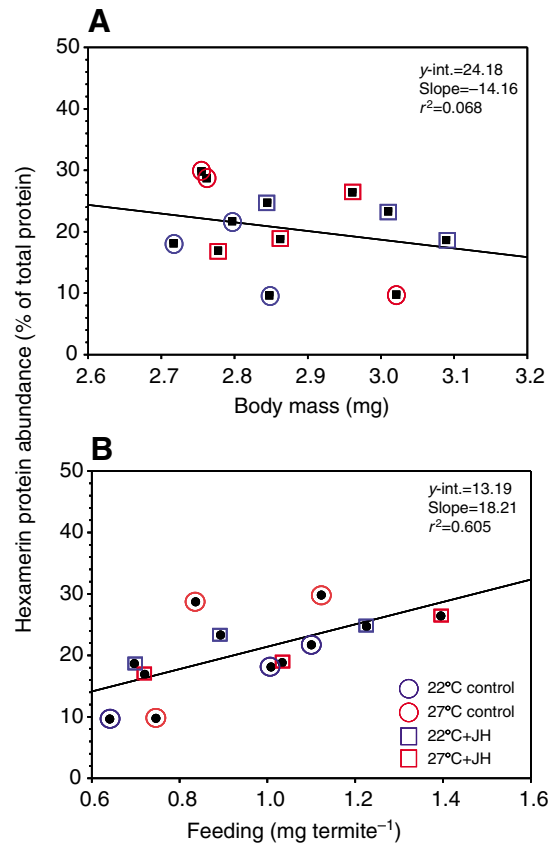 A
Hexamerin protein abundance (% of total protein)
50
40
30
20
10
0
y-int.=24.18
Slope=–14.16
r²=0.068
2.6 2.7 2.8 2.9 3.0 3.1 3.2
Body mass (mg)
B
50
40
30
20
10
0
y-int.=13.19
Slope=18.21
r²=0.605
22°C control
27°C control
22°C+JH
27°C+JH
0.6 0.8 1.0 1.2 1.4 1.6
Feeding (mg termite⁻¹)